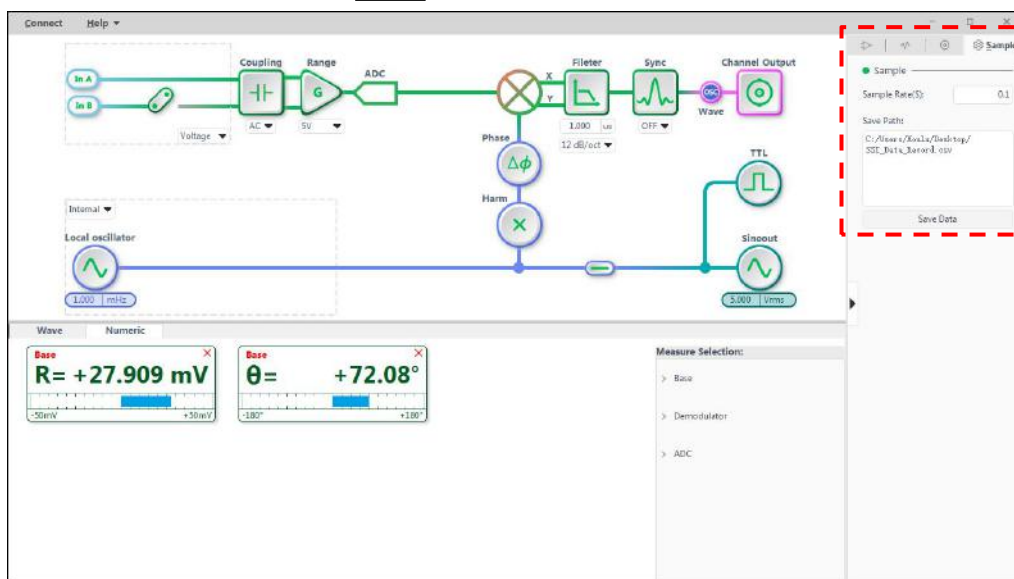 Connect Help
Sample
Sample
Sample Rate(S): 0.1
Save Path:
C:/Users/Koala/Desktop/
SSI_Data_Record.csv
Save Data
In A
In B
Voltage
Coupling
AC
Range
G
5V
ADC
X
Y
Fileter
1.000 us
12 dB/oct
Sync
OFF
OSC
Wave
Channel Output
Phase
Δϕ
Harm
×
TTL
Internal
Local oscillator
1.000 mHz
Sineout
5.000 Vrms
Wave Numeric
Base
R= +27.909 mV
-50mV +50mV
Base
θ= +72.08°
-180° +180°
Measure Selection:
> Base
> Demodulator
> ADC